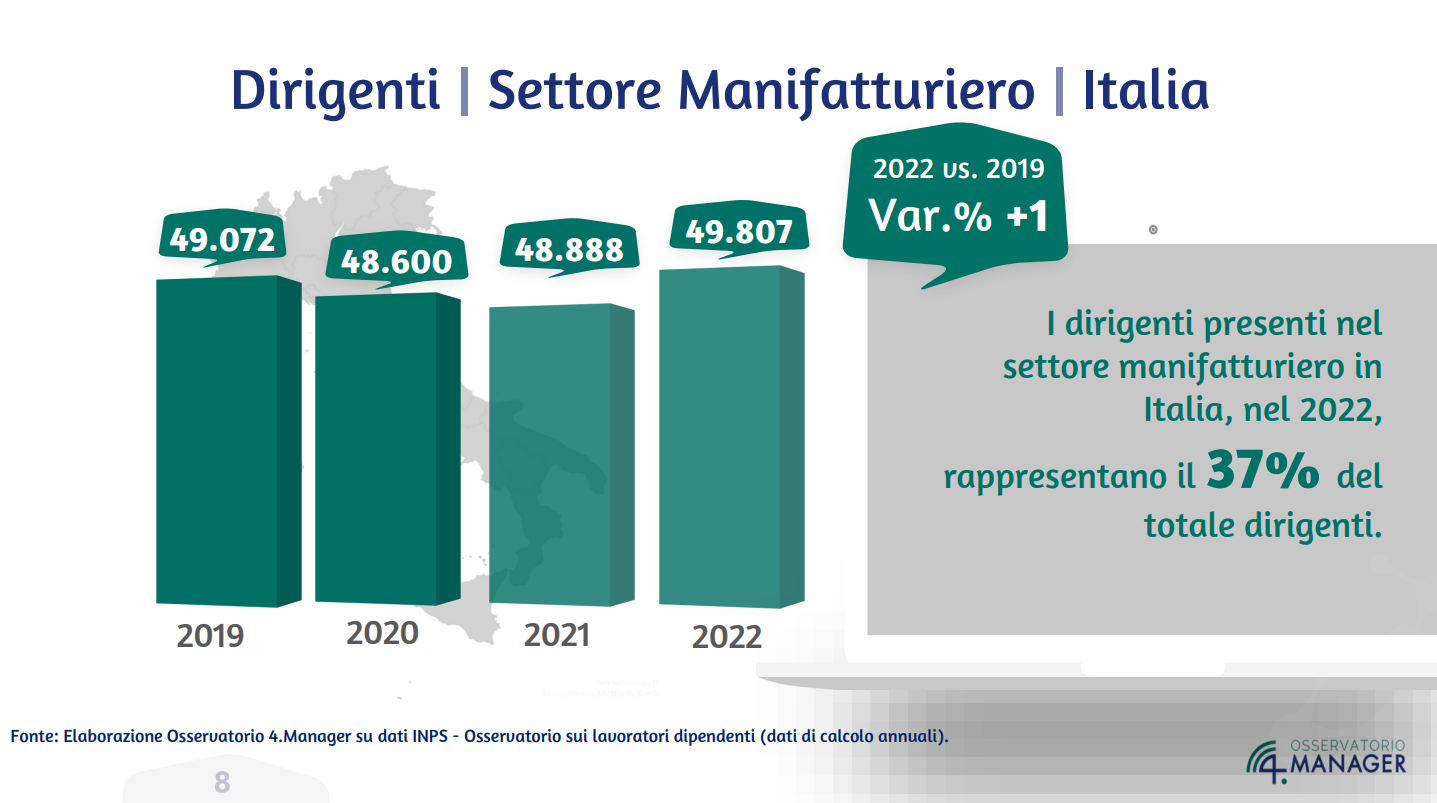 Dirigenti | Settore Manifatturiero | Italia
2022 vs. 2019
Var.% +1
49.072
48.600
48.888
49.807
2019
2020
2021
2022
I dirigenti presenti nel
settore manifatturiero in
Italia, nel 2022,
rappresentano il 37% del
totale dirigenti.
Fonte: Elaborazione Osservatorio 4.Manager su dati INPS - Osservatorio sui lavoratori dipendenti (dati di calcolo annuali).
8
OSSERVATORIO
4.MANAGER